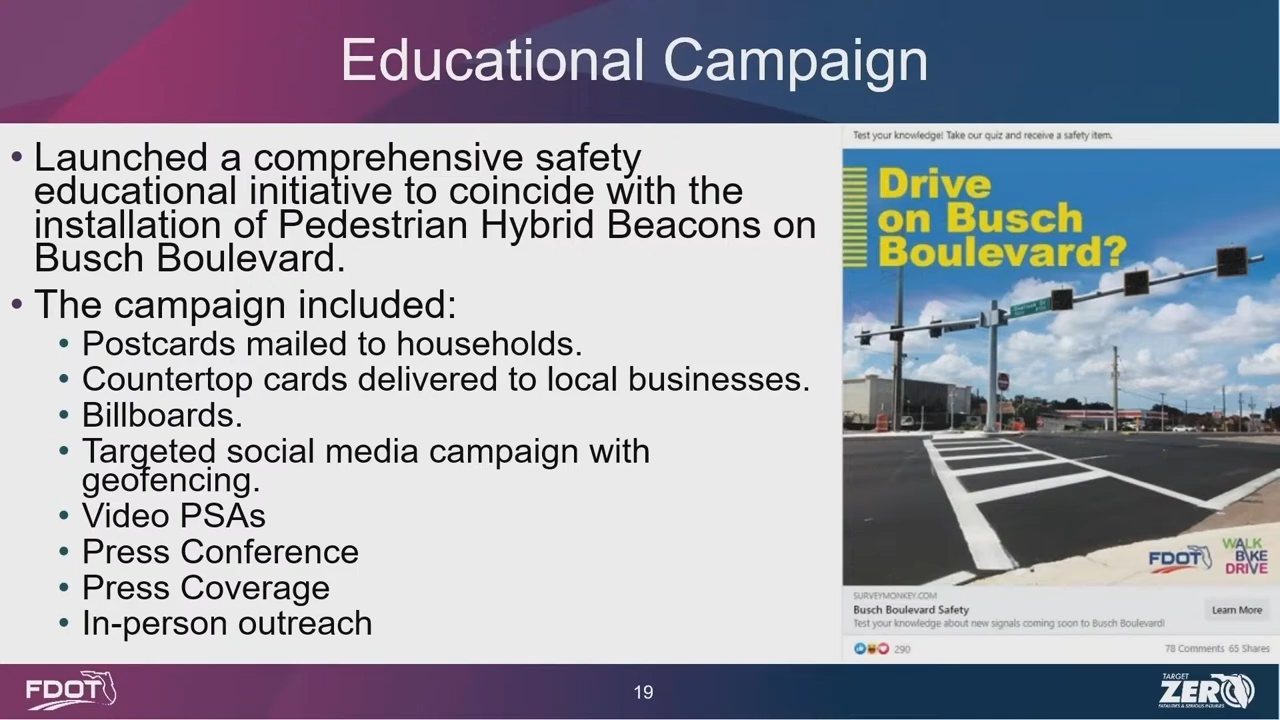 Educational Campaign
• Launched a comprehensive safety
educational initiative to coincide with the
installation of Pedestrian Hybrid Beacons on
Busch Boulevard.
• The campaign included:
• Postcards mailed to households.
• Countertop cards delivered to local businesses.
• Billboards.
• Targeted social media campaign with
geofencing.
• Video PSAs
• Press Conference
• Press Coverage
• In-person outreach
Test your knowledge! Take our quiz and receive a safety item.
Drive
on Busch
Boulevard?
FDOT
WALK
BIKE
DRIVE
SURVEYMONKEY.COM
Busch Boulevard Safety
Learn More
Test your knowledge about new signals coming soon to Busch Boulevard!
290
78 Comments 65 Shares
FDOT
19
TARGET
ZERO
FATALITIES & SERIOUS INJURIES